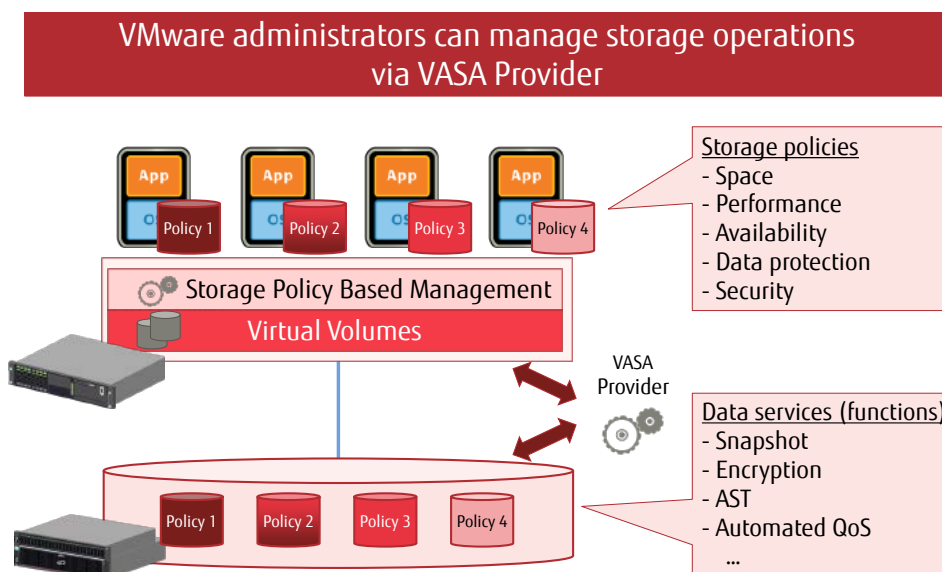 VMware administrators can manage storage operations
via VASA Provider
App
App
App
App
OS
OS
OS
OS
Policy 1
Policy 2
Policy 3
Policy 4
Storage policies
- Space
- Performance
- Availability
- Data protection
- Security
Storage Policy Based Management
Virtual Volumes
VASA
Provider
Data services (functions)
- Snapshot
- Encryption
- AST
- Automated QoS
...
Policy 1
Policy 2
Policy 3
Policy 4